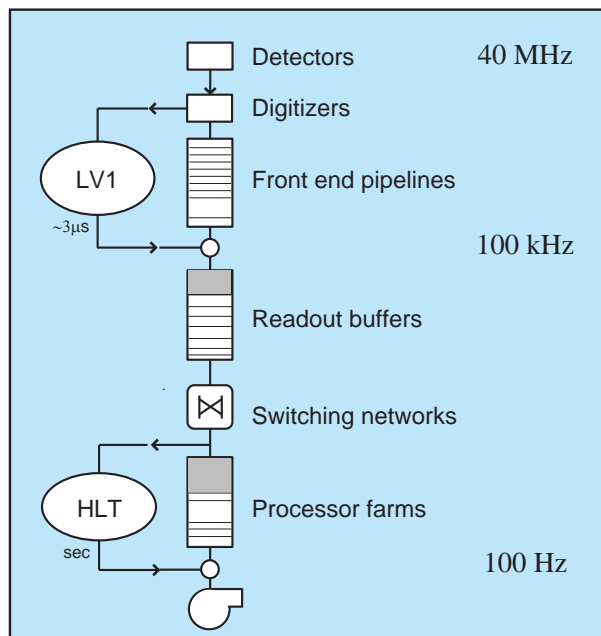 Detectors 40 MHz
Digitizers
LV1 Front end pipelines
~3μs
100 kHz
Readout buffers
Switching networks
HLT Processor farms
sec
100 Hz